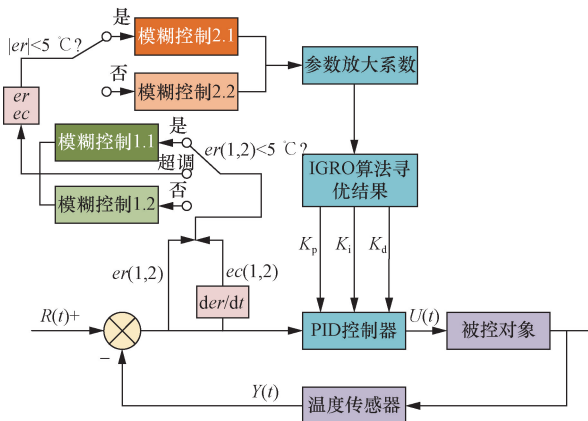 |er|<5 ℃?
是
模糊控制2.1
否
模糊控制2.2
参数放大系数
er
ec
模糊控制1.1
是
er(1,2)<5 ℃?
超调
模糊控制1.2
否
IGRO算法寻
优结果
Kp
Ki
Kd
er(1,2)
ec(1,2)
der/dt
R(t)+
−
PID控制器
U(t)
被控对象
Y(t)
温度传感器